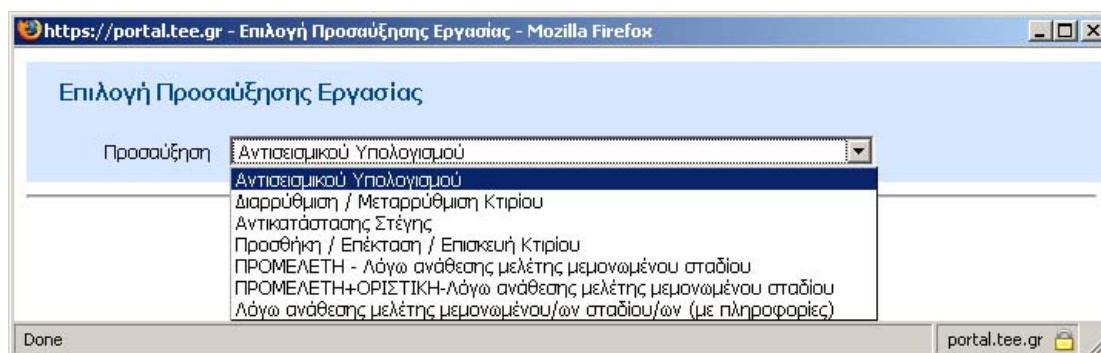 https://portal.tee.gr - Επιλογή Προσαύξησης Εργασίας - Mozilla Firefox
Επιλογή Προσαύξησης Εργασίας
Προσαύξηση Αντισεισμικού Υπολογισμού
Αντισεισμικού Υπολογισμού
Διαρρύθμιση / Μεταρρύθμιση Κτιρίου
Αντικατάστασης Στέγης
Προσθήκη / Επέκταση / Επισκευή Κτιρίου
ΠΡΟΜΕΛΕΤΗ - Λόγω ανάθεσης μελέτης μεμονωμένου σταδίου
ΠΡΟΜΕΛΕΤΗ+ΟΡΙΣΤΙΚΗ-Λόγω ανάθεσης μελέτης μεμονωμένου σταδίου
Λόγω ανάθεσης μελέτης μεμονωμένου/ων σταδίου/ων (με πληροφορίες)
Done portal.tee.gr